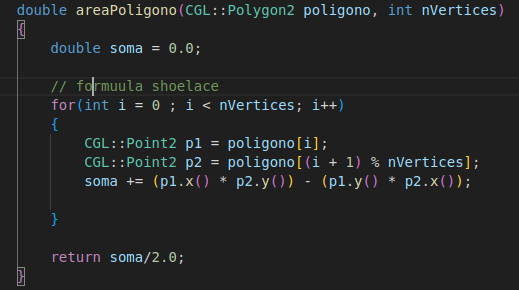 double areaPoligono(CGL::Polygon2 poligono, int nVertices)
{
double soma = 0.0;
// formuula shoelace
for(int i = 0 ; i < nVertices; i++)
{
CGL::Point2 p1 = poligono[i];
CGL::Point2 p2 = poligono[(i + 1) % nVertices];
soma += (p1.x() * p2.y()) - (p1.y() * p2.x());
}
return soma/2.0;
}